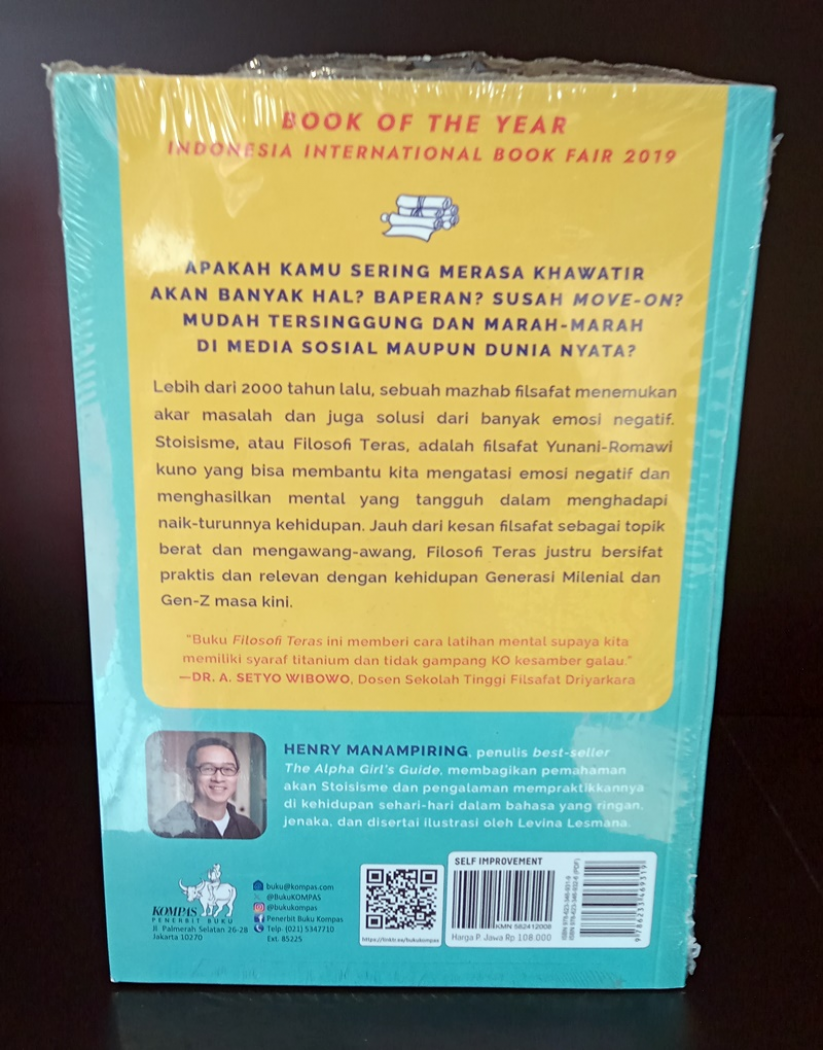 BOOK OF THE YEAR
INDONESIA INTERNATIONAL BOOK FAIR 2019
APAKAH KAMU SERING MERASA KHAWATIR
AKAN BANYAK HAL? BAPERAN? SUSAH MOVE-ON?
MUDAH TERSINGGUNG DAN MARAH-MARAH
DI MEDIA SOSIAL MAUPUN DUNIA NYATA?
Lebih dari 2000 tahun lalu, sebuah mazhab filsafat menemukan
akar masalah dan juga solusi dari banyak emosi negatif.
Stoisisme, atau Filosofi Teras, adalah filsafat Yunani-Romawi
kuno yang bisa membantu kita mengatasi emosi negatif dan
menghasilkan mental yang tangguh dalam menghadapi
naik-turunnya kehidupan. Jauh dari kesan filsafat sebagai topik
berat dan mengawang-awang, Filosofi Teras justru bersifat
praktis dan relevan dengan kehidupan Generasi Milenial dan
Gen-Z masa kini.
"Buku Filosofi Teras ini memberi cara latihan mental supaya kita
memiliki syaraf titanium dan tidak gampang KO kesamber galau."
—DR. A. SETYO WIBOWO, Dosen Sekolah Tinggi Filsafat Driyarkara
HENRY MANAMPIRING, penulis best-seller
The Alpha Girl's Guide, membagikan pemahaman
akan Stoisisme dan pengalaman mempraktikkannya
di kehidupan sehari-hari dalam bahasa yang ringan,
jenaka, dan disertai ilustrasi oleh Levina Lesmana.
KOMPAS
PENERBIT BUKU
Jl. Palmerah Selatan 26-28
Jakarta 10270
buku@kompas.com
@BukuKOMPAS
@bukukompas
Penerbit Buku Kompas
Telp. (021) 5347710
Ext. 85225
SELF IMPROVEMENT
KMN 582412008
Harga P. Jawa Rp 108.000